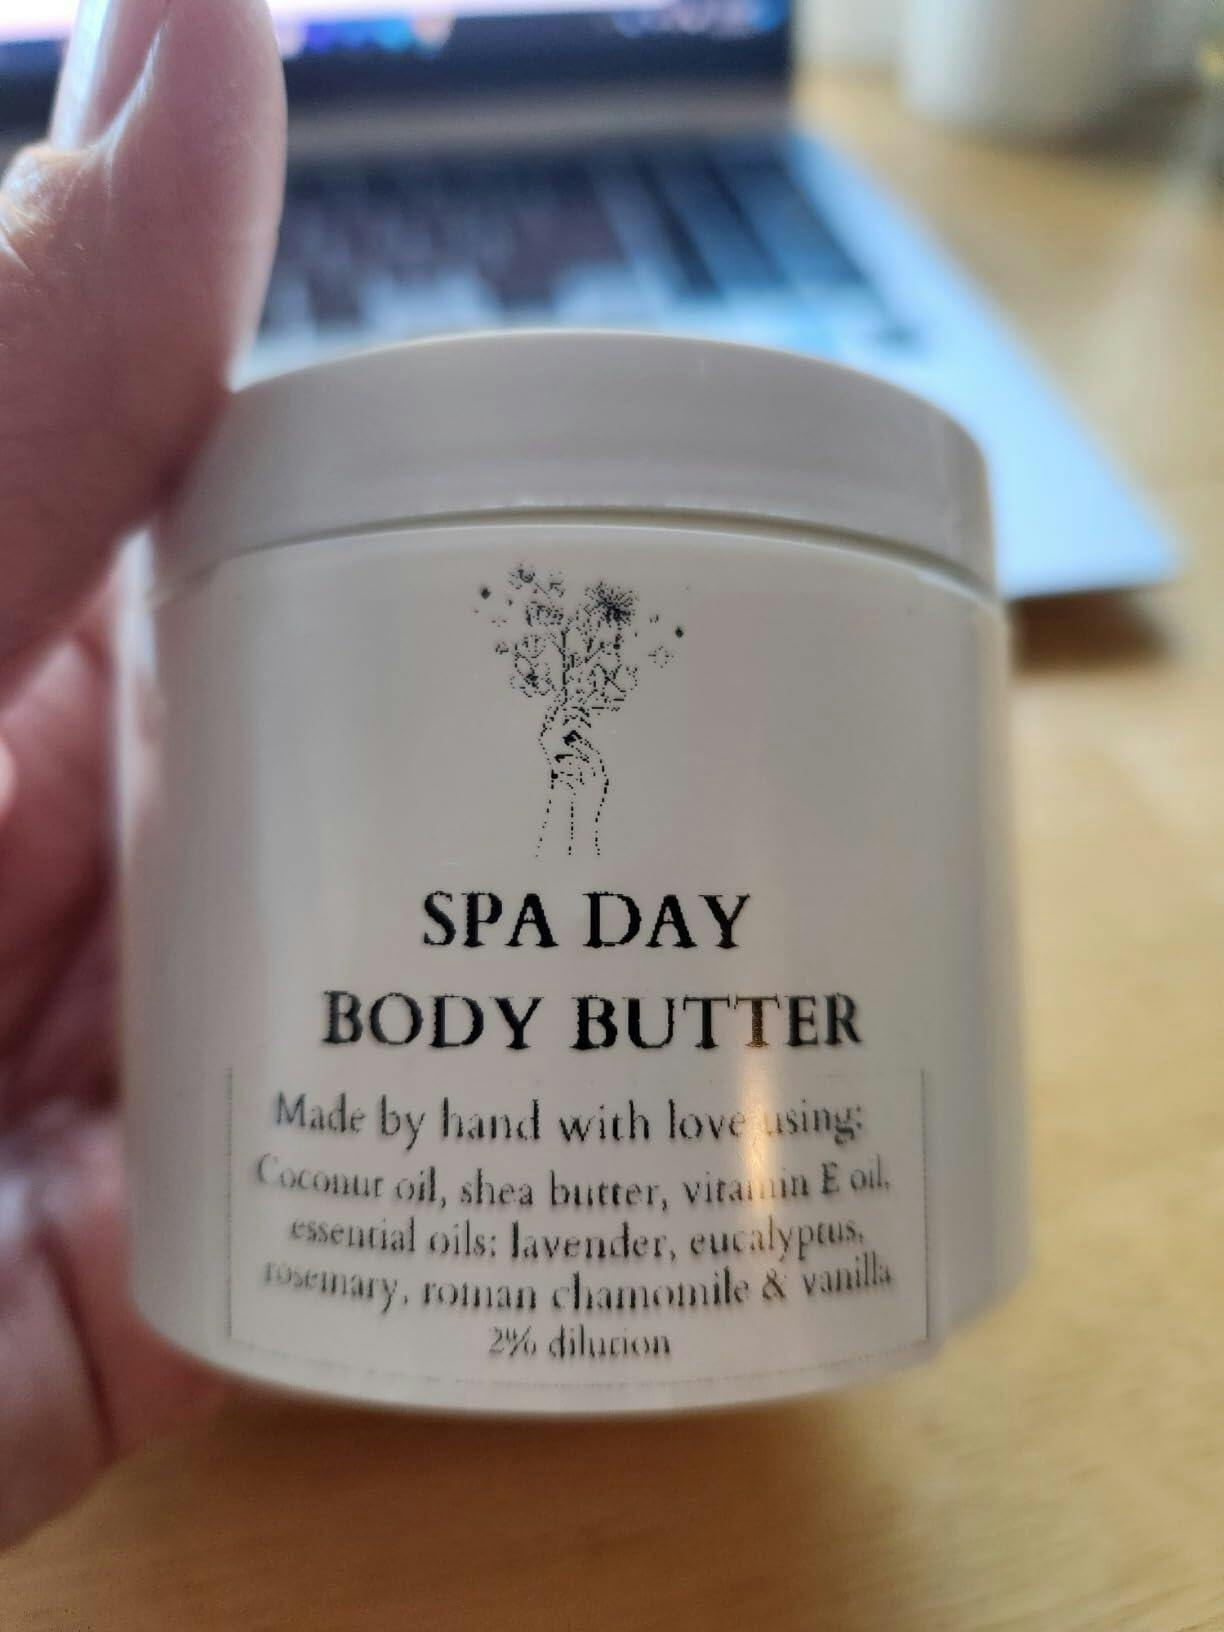 SPA DAY
BODY BUTTER
Made by hand with love using:
Coconut oil, shea butter, vitamin E oil,
essential oils: lavender, eucalyptus,
rosemary, roman chamomile & vanilla
2% dilution